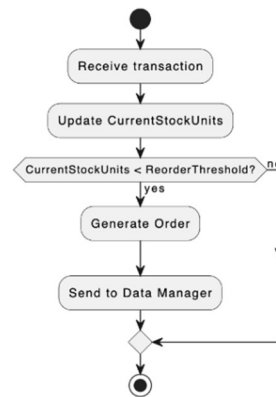 Receive transaction
Update CurrentStockUnits
CurrentStockUnits < ReorderThreshold?
yes
Generate Order
Send to Data Manager